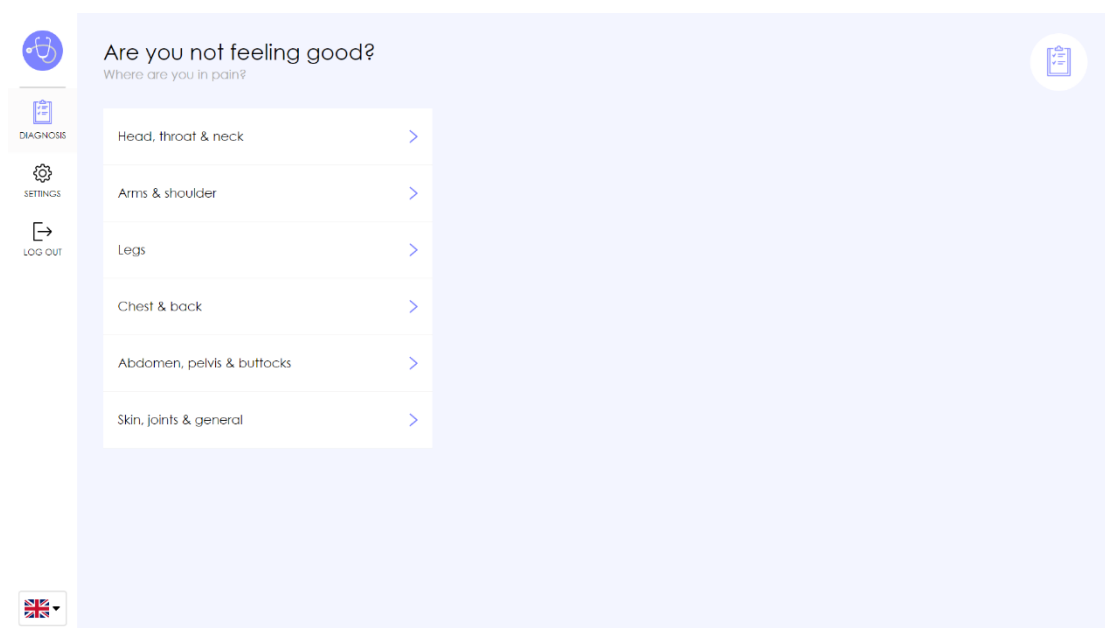 Are you not feeling good?
Where are you in pain?
DIAGNOSIS
SETTINGS
LOG OUT
Head, throat & neck
Arms & shoulder
Legs
Chest & back
Abdomen, pelvis & buttocks
Skin, joints & general